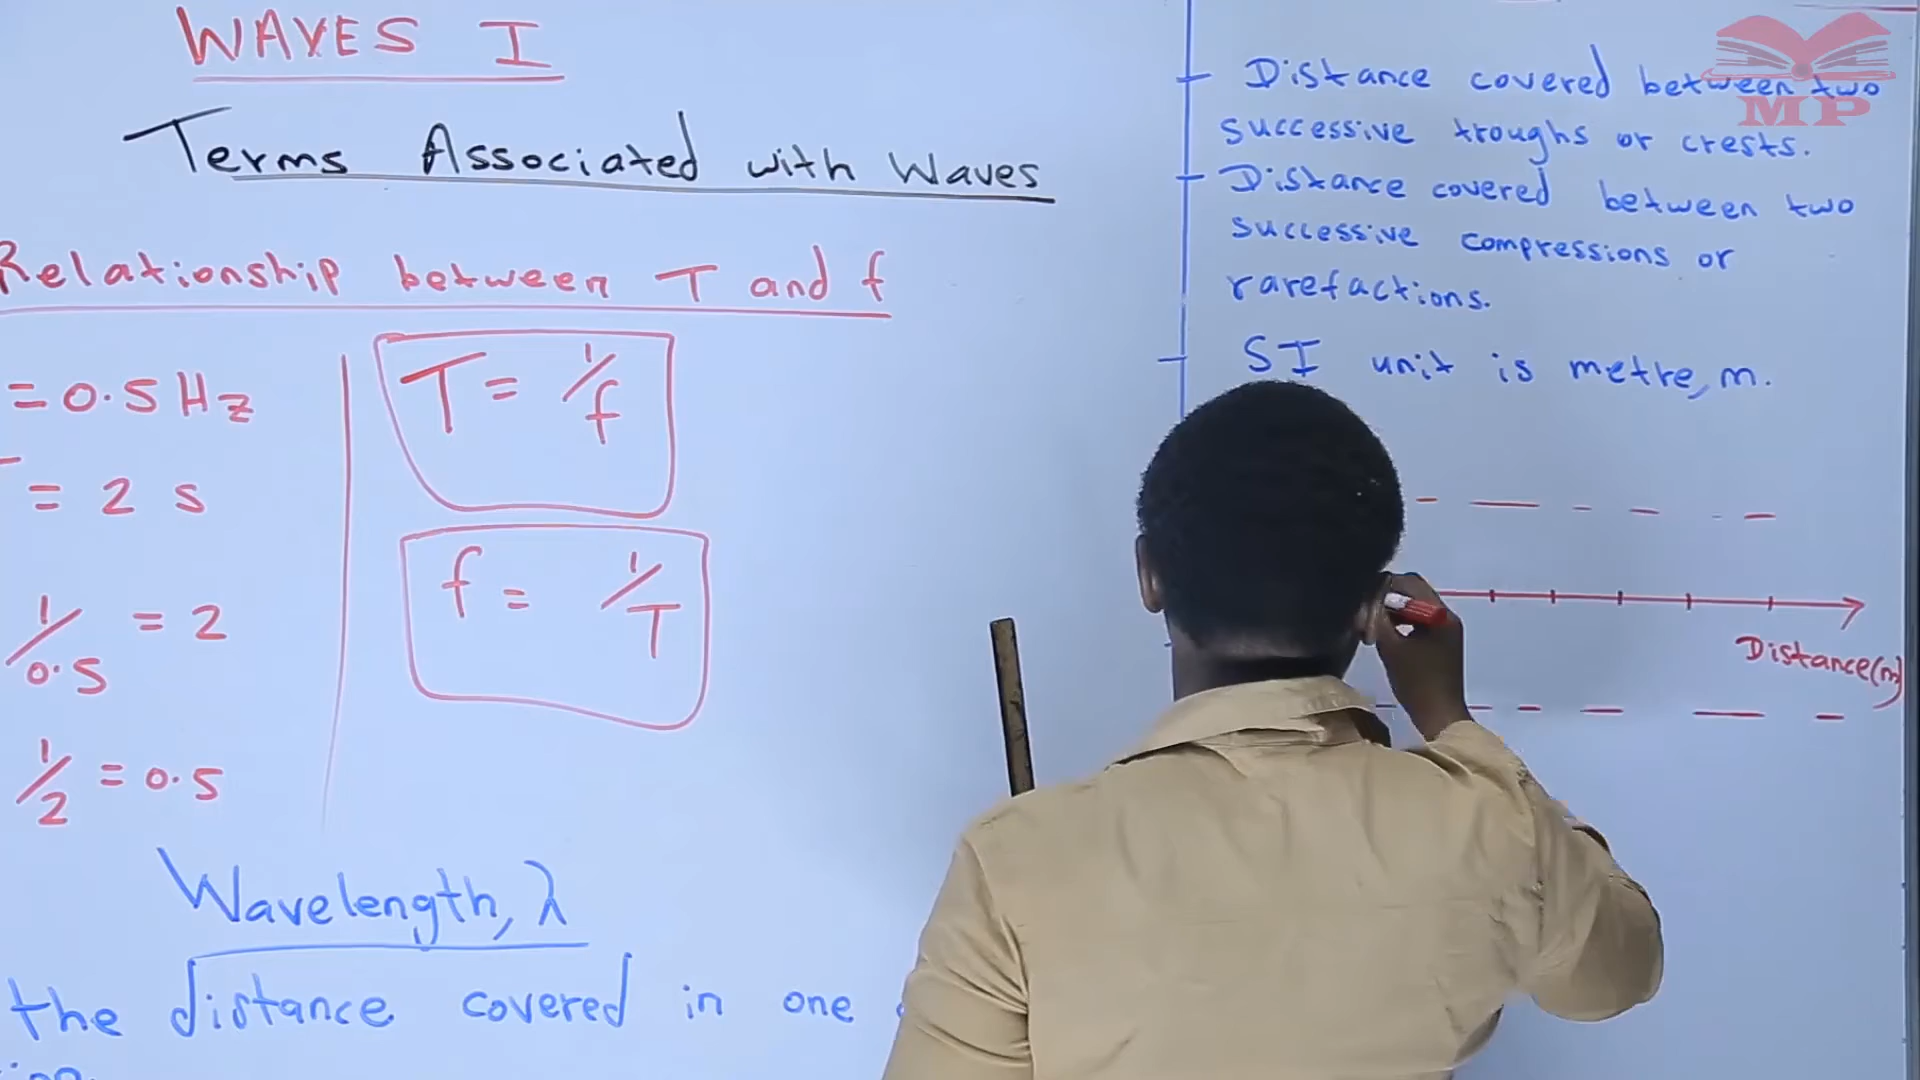 WAVES I
Terms Associated with Waves
Relationship between T and f
= 0.5 Hz
= 2 s
1/0.5 = 2
1/2 = 0.5
T = 1/f
f = 1/T
Wavelength, λ
the distance covered in one
- Distance covered between two
successive troughs or crests.
- Distance covered between two
successive compressions or
rarefactions.
- SI unit is metre, m.
Distance(m)
MP